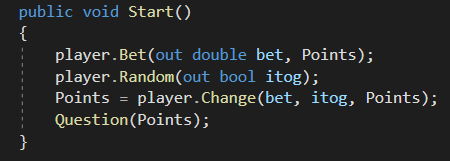 public void Start()
{
player.Bet(out double bet, Points);
player.Random(out bool itog);
Points = player.Change(bet, itog, Points);
Question(Points);
}